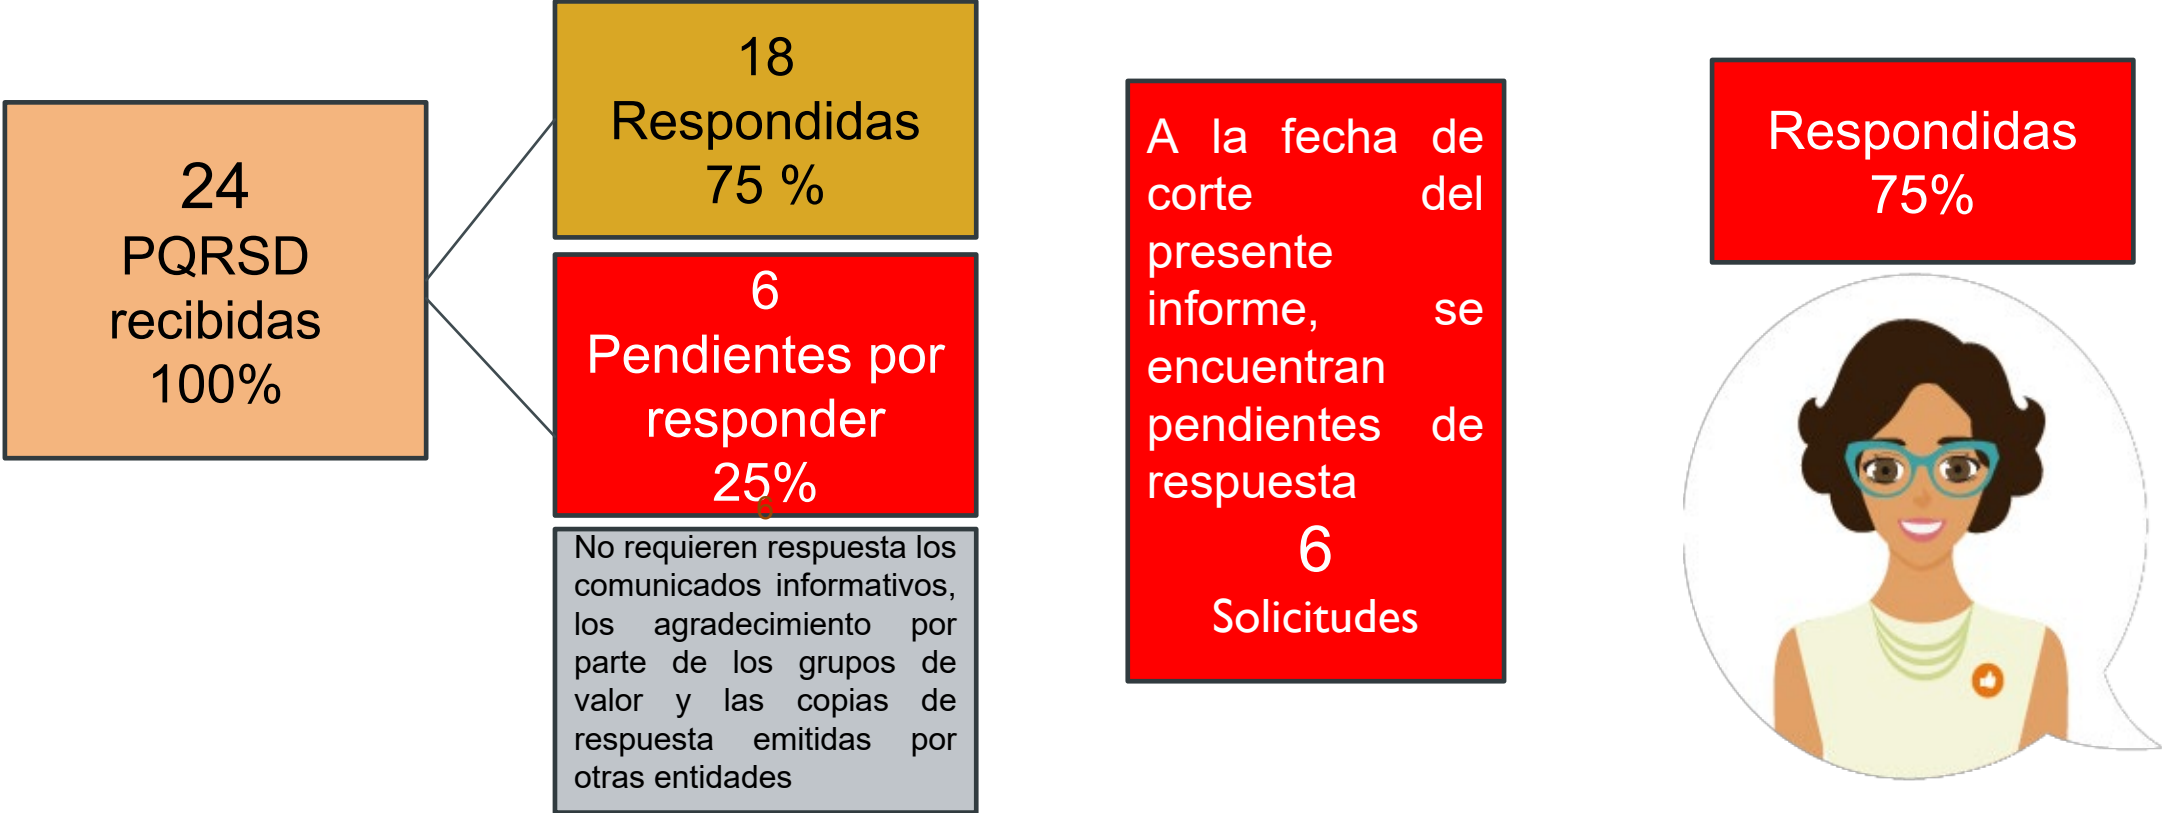 24
PQRSD
recibidas
100%
18
Respondidas
75 %
6
Pendientes por
responder
25%
6
No requieren respuesta los
comunicados informativos,
los agradecimiento por
parte de los grupos de
valor y las copias de
respuesta emitidas por
otras entidades
A la fecha de
corte del
presente
informe, se
encuentran
pendientes de
respuesta
6
Solicitudes
Respondidas
75%